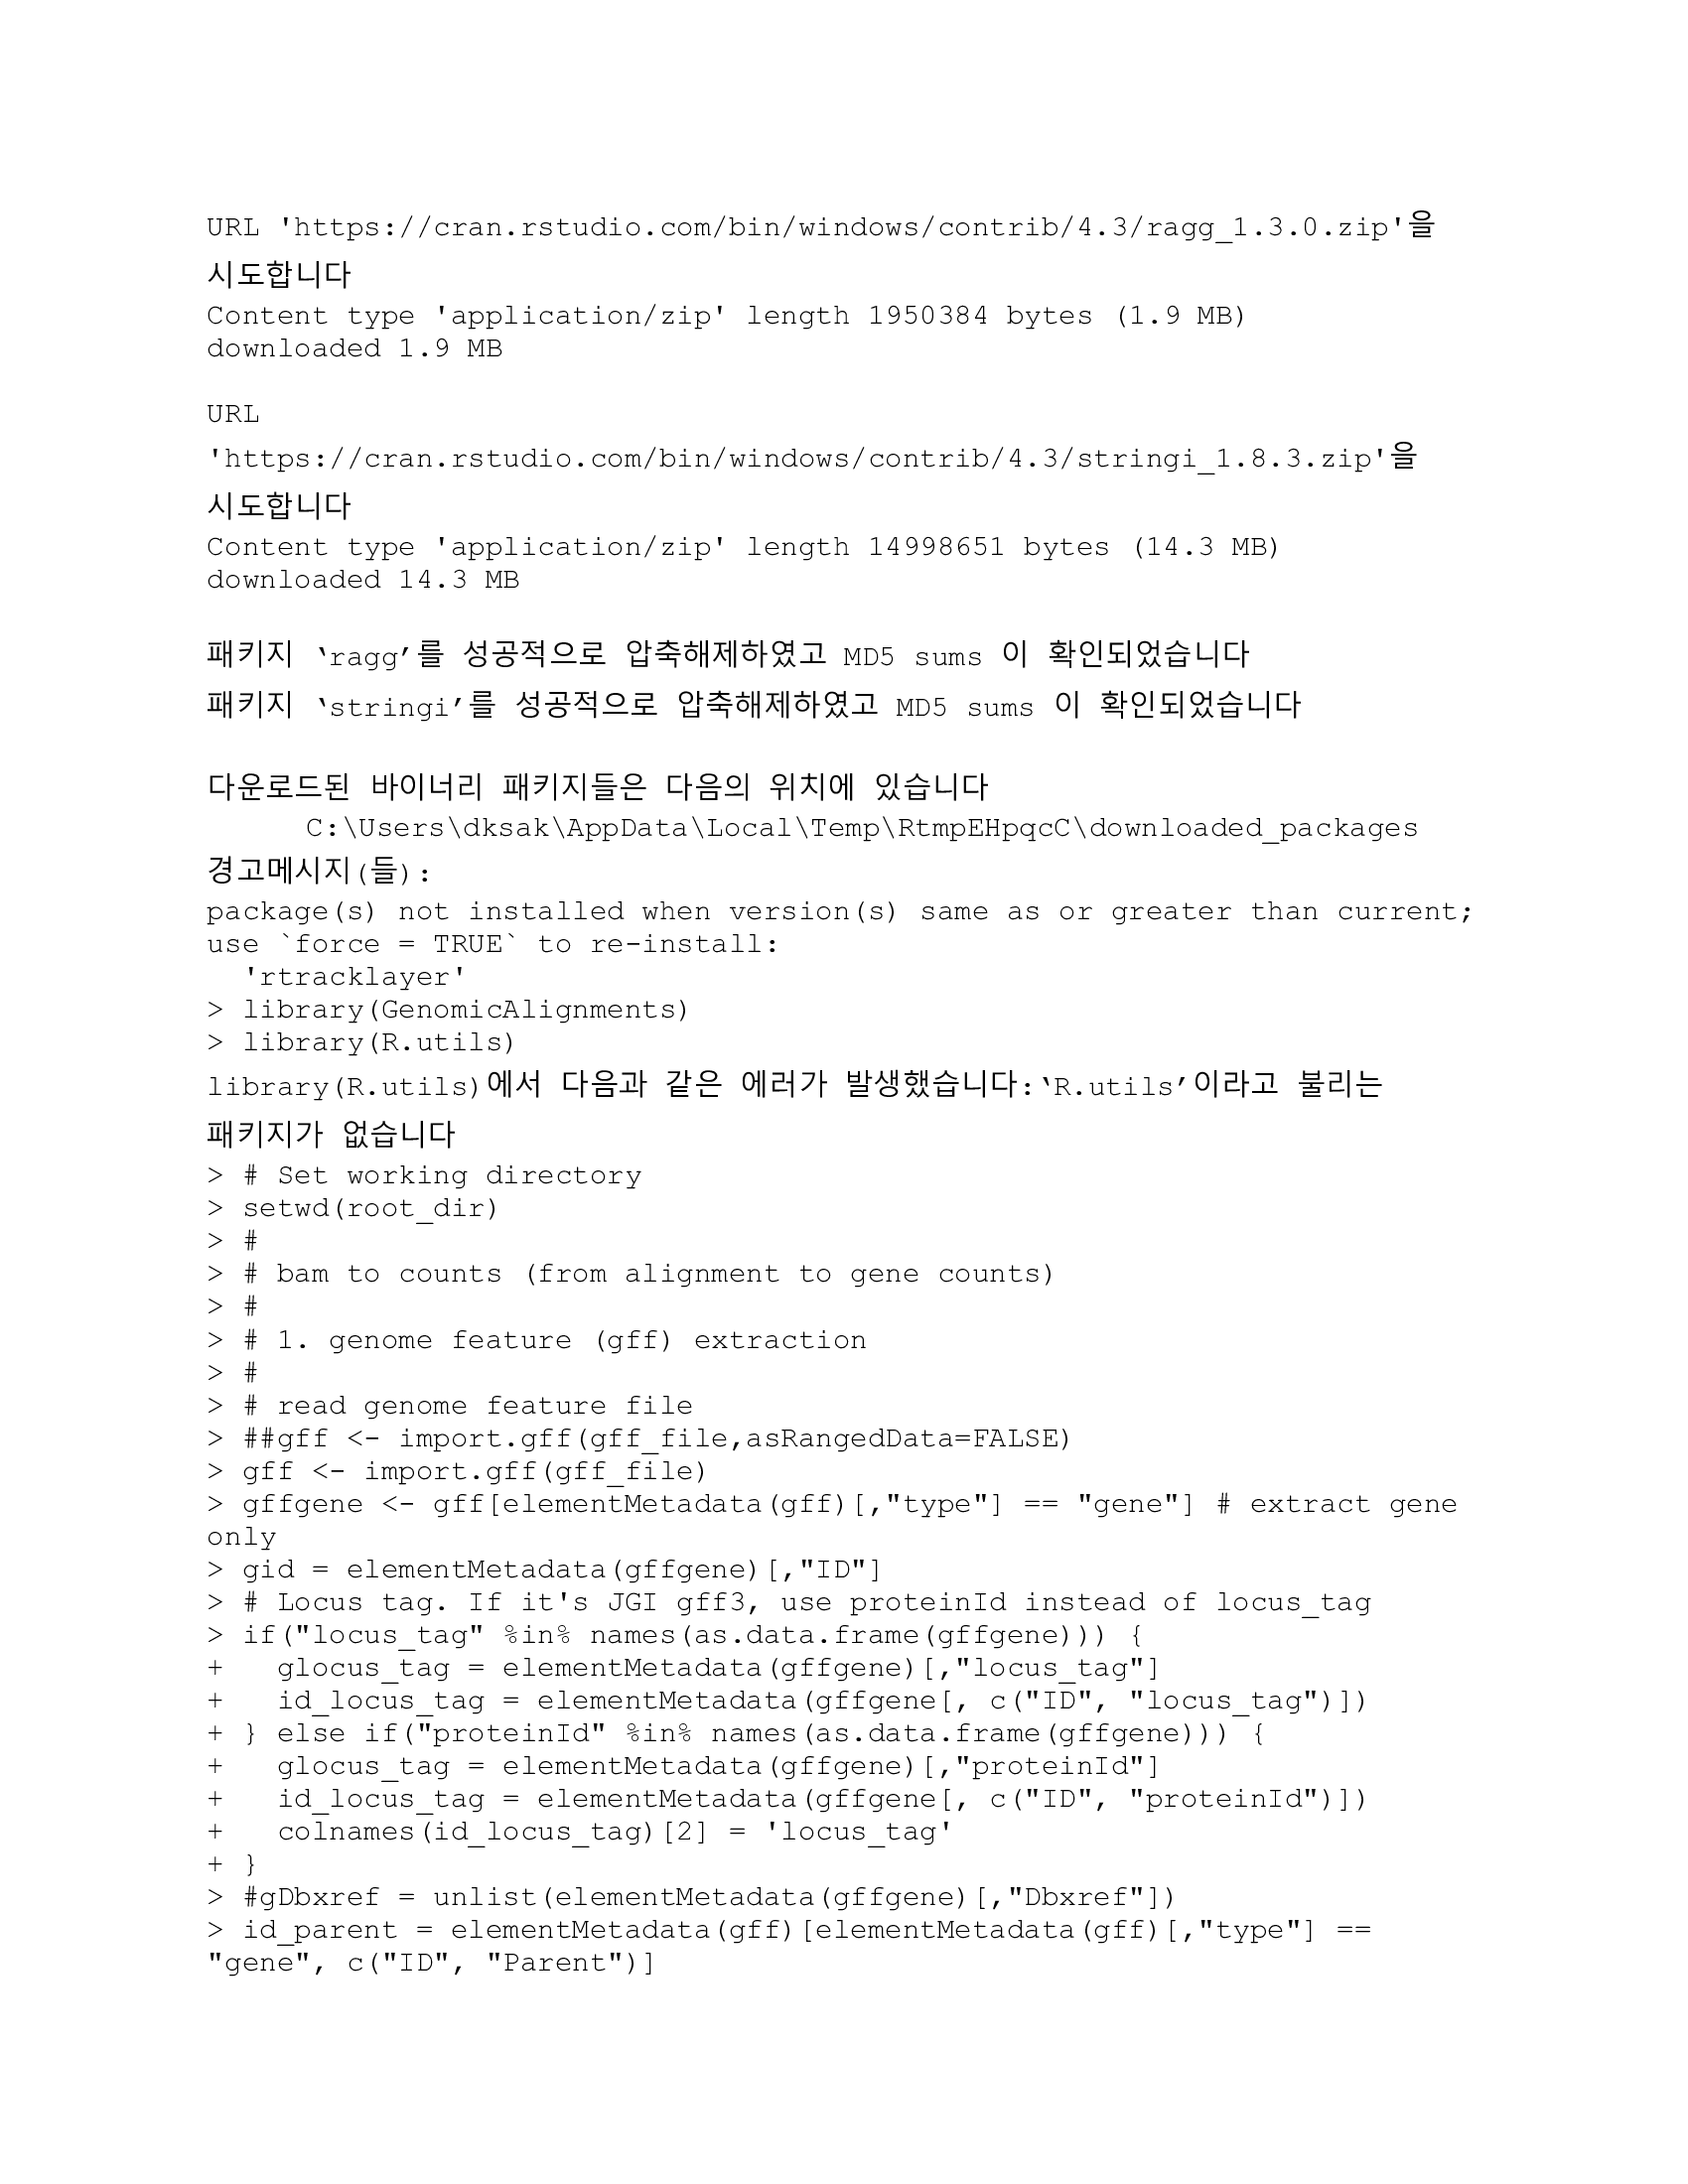 URL 'https://cran.rstudio.com/bin/windows/contrib/4.3/ragg_1.3.0.zip'을
시도합니다
Content type 'application/zip' length 1950384 bytes (1.9 MB)
downloaded 1.9 MB
URL
'https://cran.rstudio.com/bin/windows/contrib/4.3/stringi_1.8.3.zip'을
시도합니다
Content type 'application/zip' length 14998651 bytes (14.3 MB)
downloaded 14.3 MB
패키지 ‘ragg’를 성공적으로 압축해제하였고 MD5 sums 이 확인되었습니다
패키지 ‘stringi’를 성공적으로 압축해제하였고 MD5 sums 이 확인되었습니다
다운로드된 바이너리 패키지들은 다음의 위치에 있습니다
C:\Users\dksak\AppData\Local\Temp\RtmpEHpqcC\downloaded_packages
경고메시지(들):
package(s) not installed when version(s) same as or greater than current;
use `force = TRUE` to re-install:
  'rtracklayer'
> library(GenomicAlignments)
> library(R.utils)
library(R.utils)에서 다음과 같은 에러가 발생했습니다:‘R.utils’이라고 불리는
패키지가 없습니다
> # Set working directory
> setwd(root_dir)
> #
> # bam to counts (from alignment to gene counts)
> #
> # 1. genome feature (gff) extraction
> #
> # read genome feature file
> ##gff <- import.gff(gff_file,asRangedData=FALSE)
> gff <- import.gff(gff_file)
> gffgene <- gff[elementMetadata(gff)[,"type"] == "gene"] # extract gene
only
> gid = elementMetadata(gffgene)[,"ID"]
> # Locus tag. If it's JGI gff3, use proteinId instead of locus_tag
> if("locus_tag" %in% names(as.data.frame(gffgene))) {
+   glocus_tag = elementMetadata(gffgene)[,"locus_tag"]
+   id_locus_tag = elementMetadata(gffgene[, c("ID", "locus_tag")])
+ } else if("proteinId" %in% names(as.data.frame(gffgene))) {
+   glocus_tag = elementMetadata(gffgene)[,"proteinId"]
+   id_locus_tag = elementMetadata(gffgene[, c("ID", "proteinId")])
+   colnames(id_locus_tag)[2] = 'locus_tag'
+ }
> #gDbxref = unlist(elementMetadata(gffgene)[,"Dbxref"])
> id_parent = elementMetadata(gff)[elementMetadata(gff)[,"type"] ==
"gene", c("ID", "Parent")]